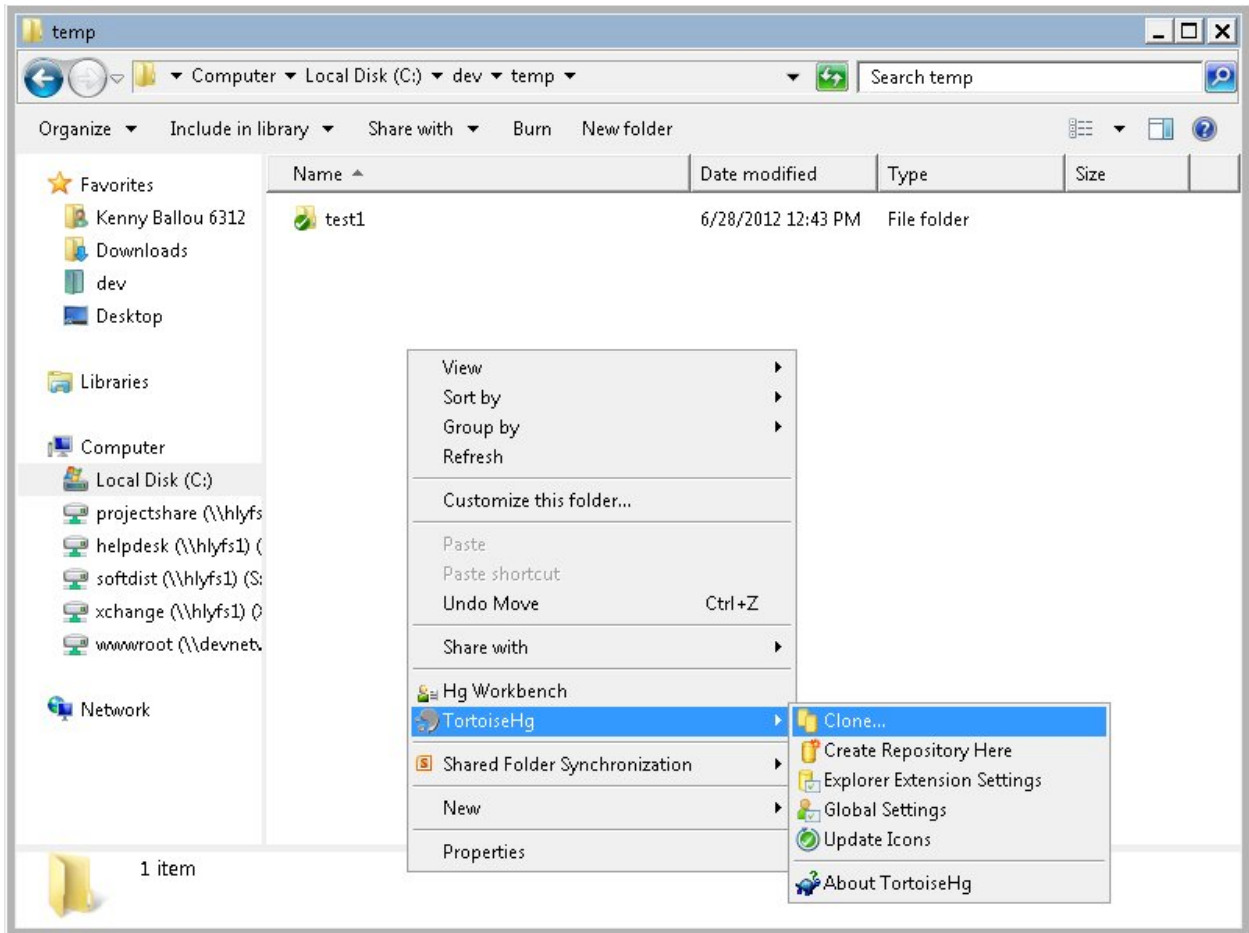 temp
Computer Local Disk (C:) dev temp
Search temp
Organize Include in library Share with Burn New folder
Name Date modified Type Size
Favorites
Kenny Ballou 6312
Downloads
dev
Desktop
Libraries
Computer
Local Disk (C:)
projectshare (\\hlyfs
helpdesk (\\hlyfs1) (
softdist (\\hlyfs1) (S:
xchange (\\hlyfs1) (X
wwwroot (\\devnetv
Network
test1 6/28/2012 12:43 PM File folder
View
Sort by
Group by
Refresh
Customize this folder...
Paste
Paste shortcut
Undo Move Ctrl+Z
Share with
Hg Workbench
TortoiseHg
Shared Folder Synchronization
New
Properties
Clone...
Create Repository Here
Explorer Extension Settings
Global Settings
Update Icons
About TortoiseHg
1 item